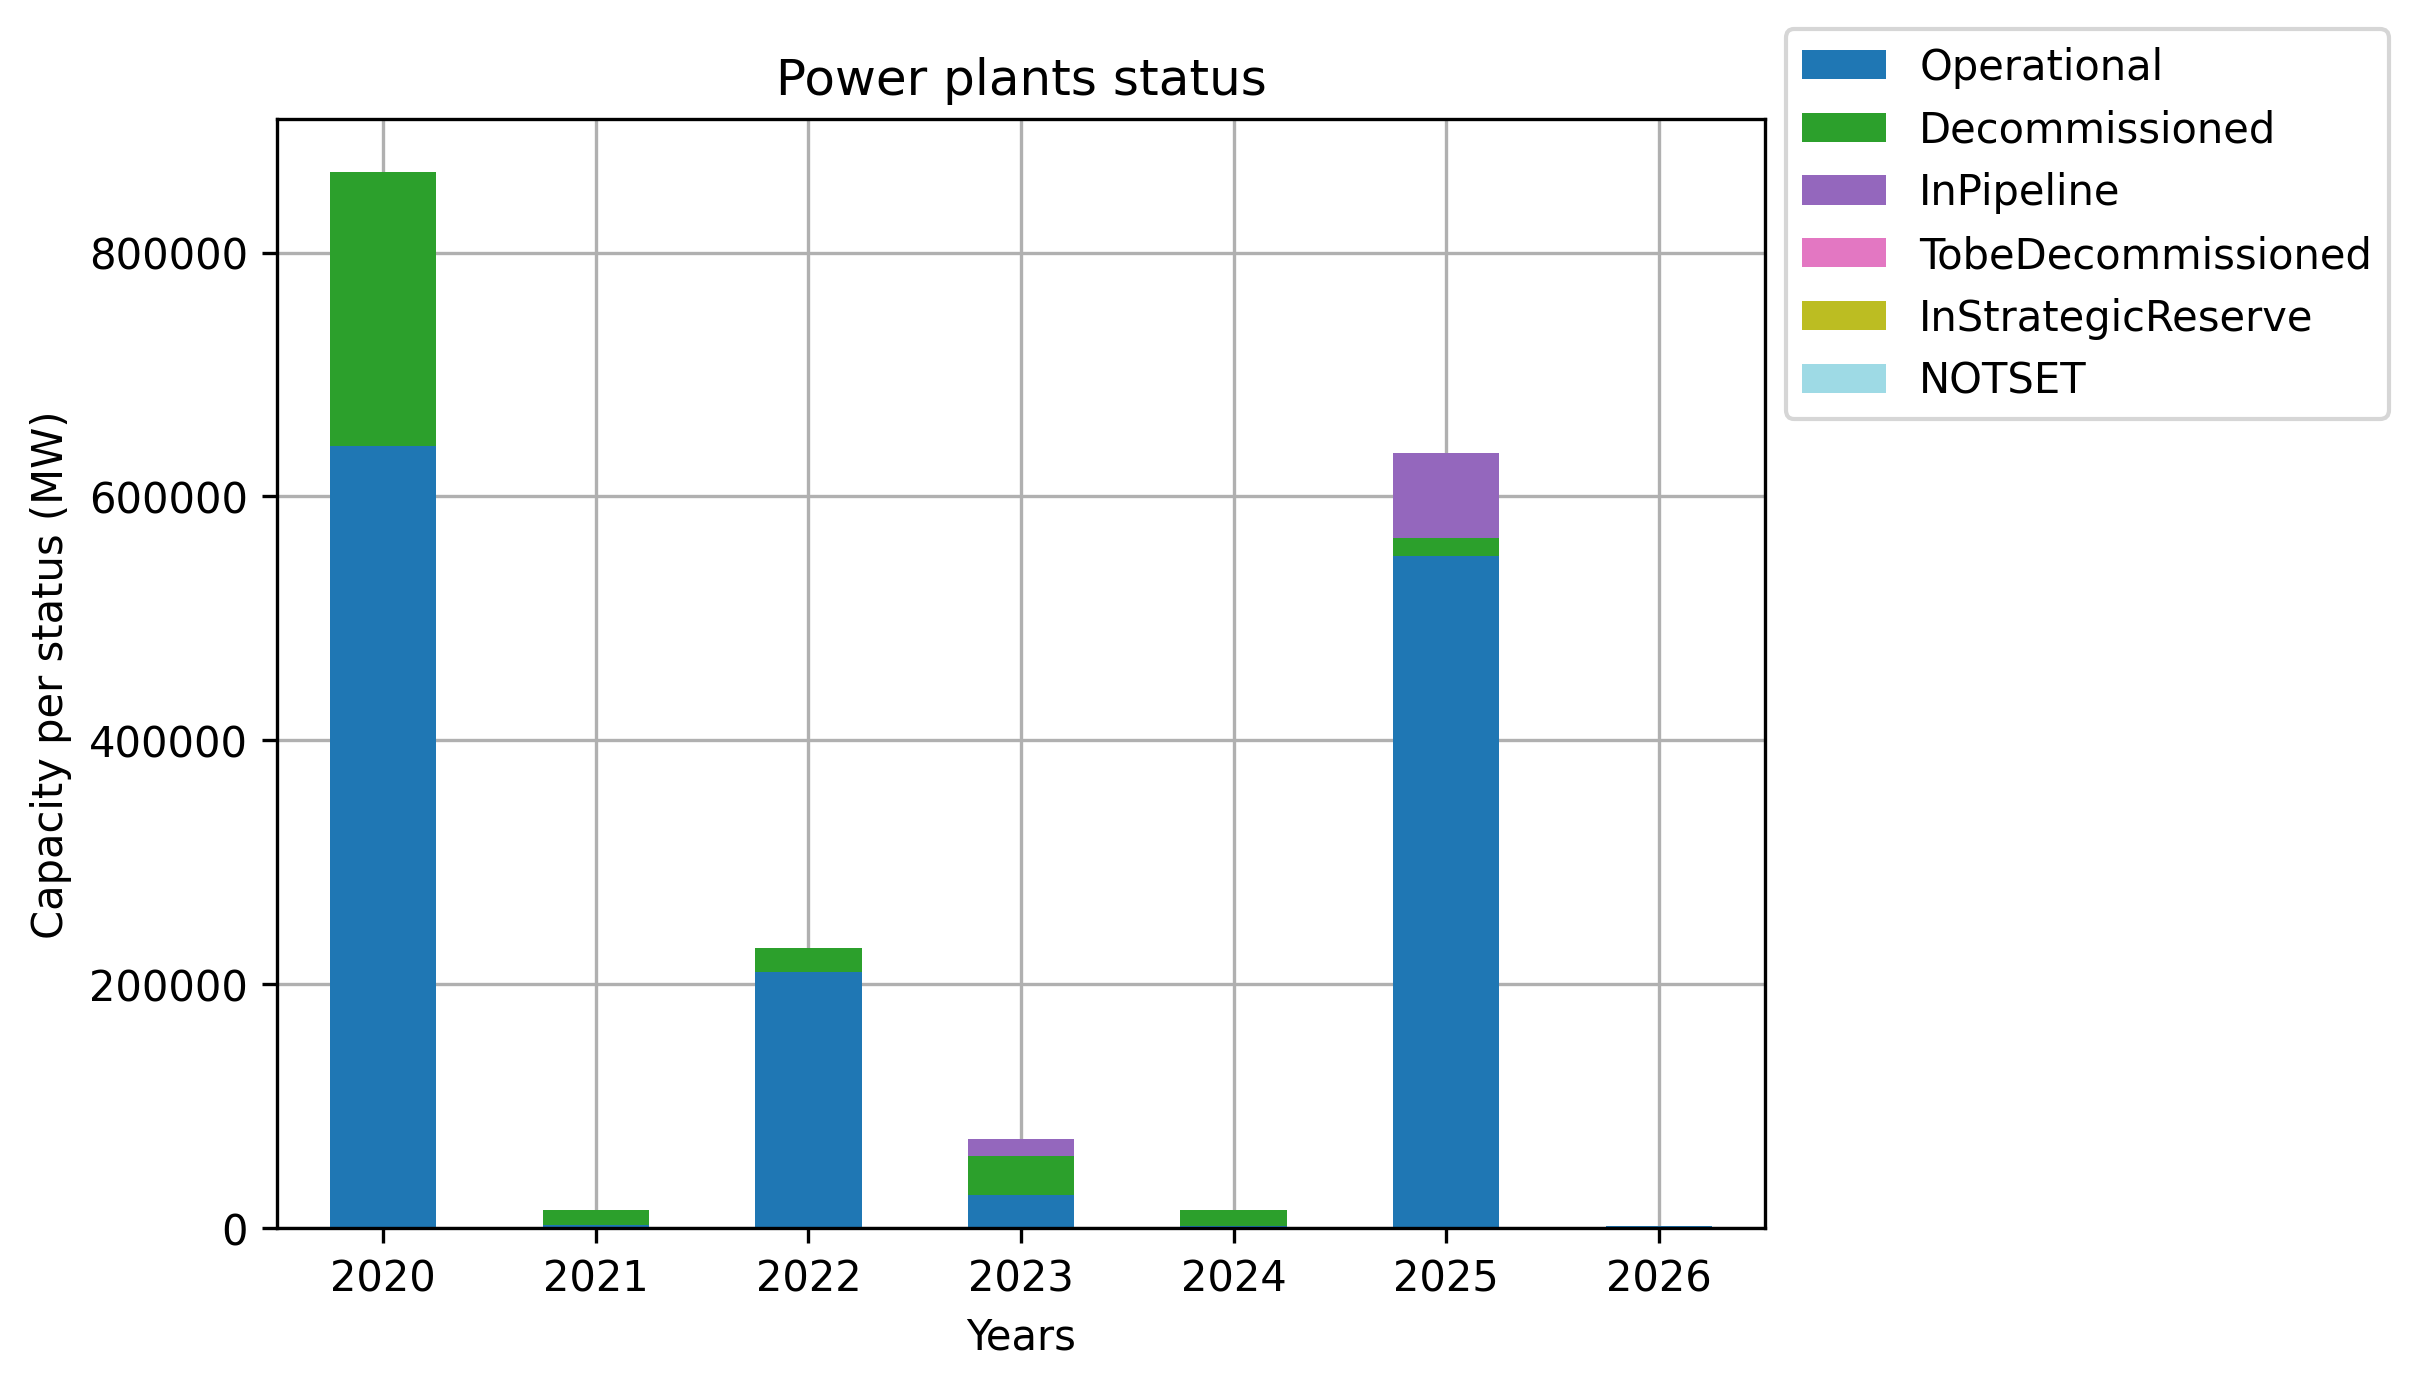 Power plants status
Operational
Decommissioned
InPipeline
TobeDecommissioned
InStrategicReserve
NOTSET
Capacity per status (MW)
800000
600000
400000
200000
0
2020 2021 2022 2023 2024 2025 2026
Years